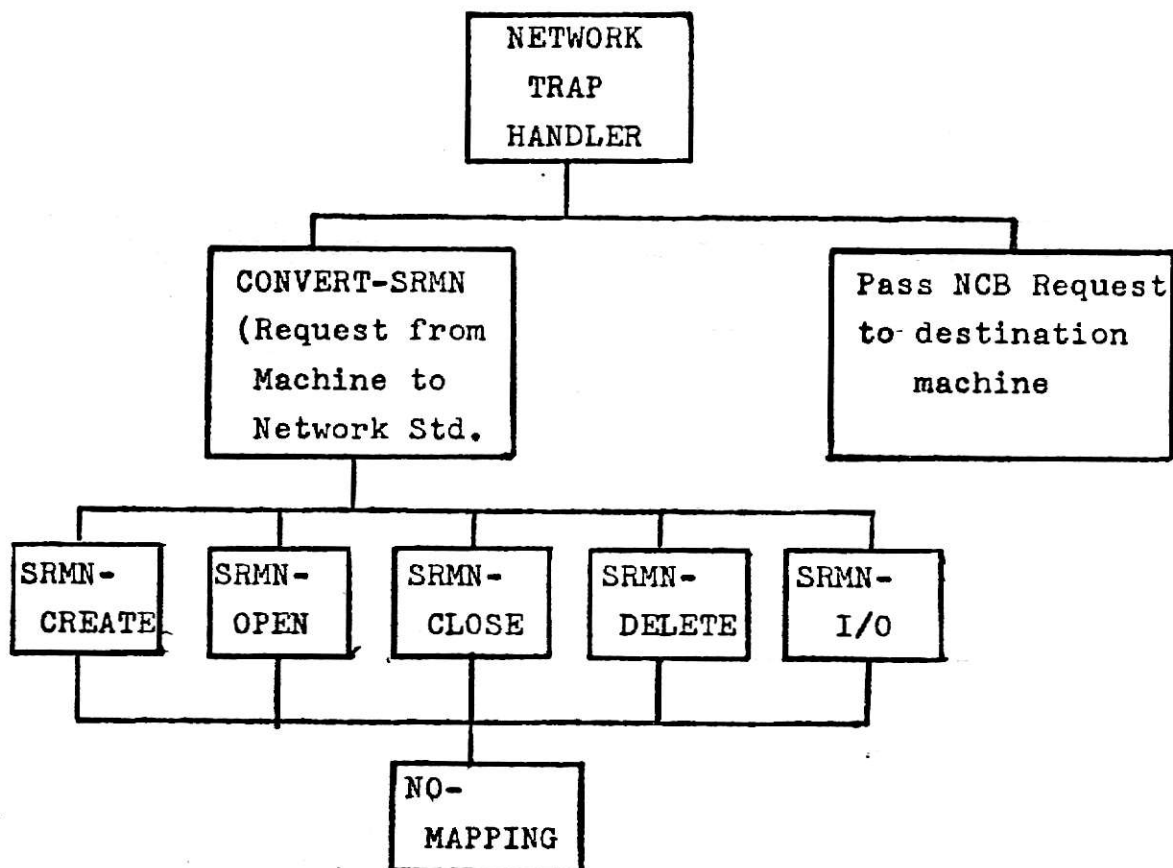 NETWORK
TRAP
HANDLER
CONVERT-SRMN
(Request from
Machine to
Network Std.
Pass NCB Request
to destination
machine
SRMN-
CREATE
SRMN-
OPEN
SRMN-
CLOSE
SRMN-
DELETE
SRMN-
I/O
NO-
MAPPING